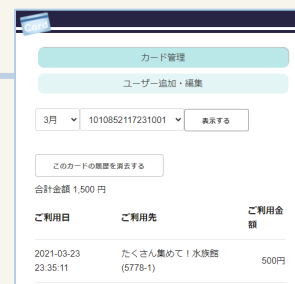 Card
カード管理
ユーザー追加・編集
3月 1010852117231001 表示する
このカードの履歴を消去する
合計金額 1,500 円
ご利用日 ご利用先 ご利用金
額
2021-03-23 たくさん集めて！水族館 500円
23:35:11 (5778-1)